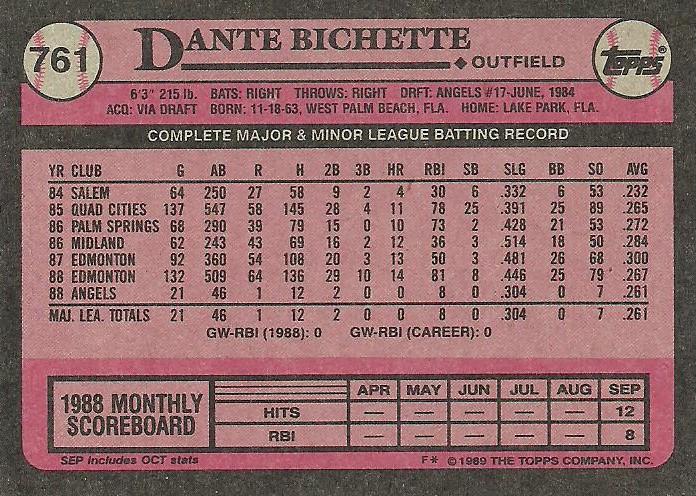 761
DANTE BICHETTE
◆ OUTFIELD
Topps®
6'3" 215 lb. BATS: RIGHT THROWS: RIGHT DRFT: ANGELS #17-JUNE, 1984
ACQ: VIA DRAFT BORN: 11-18-63, WEST PALM BEACH, FLA. HOME: LAKE PARK, FLA.
COMPLETE MAJOR & MINOR LEAGUE BATTING RECORD
YR CLUB G AB R H 2B 3B HR RBI SB SLG BB SO AVG
84 SALEM 64 250 27 58 9 2 4 30 6 .332 6 53 .232
85 QUAD CITIES 137 547 58 145 28 4 11 78 25 .391 25 89 .265
86 PALM SPRINGS 68 290 39 79 15 0 10 73 2 .428 21 53 .272
86 MIDLAND 62 243 43 69 16 2 12 36 3 .514 18 50 .284
87 EDMONTON 92 360 54 108 20 3 13 50 3 .481 26 68 .300
88 EDMONTON 132 509 64 136 29 10 14 81 8 .446 25 79 .267
88 ANGELS 21 46 1 12 2 0 0 8 0 .304 0 7 .261
MAJ. LEA. TOTALS 21 46 1 12 2 0 0 8 0 .304 0 7 .261
GW-RBI (1988): 0 GW-RBI (CAREER): 0
1988 MONTHLY SCOREBOARD
APR MAY JUN JUL AUG SEP
HITS — — — — — 12
RBI — — — — — 8
SEP includes OCT stats
F* © 1989 THE TOPPS COMPANY, INC.